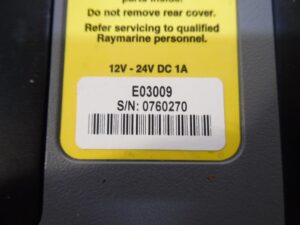 parts inside.
Do not remove rear cover.
Refer servicing to qualified
Raymarine personnel.
12V - 24V DC 1A
E03009
S/N: 0760270